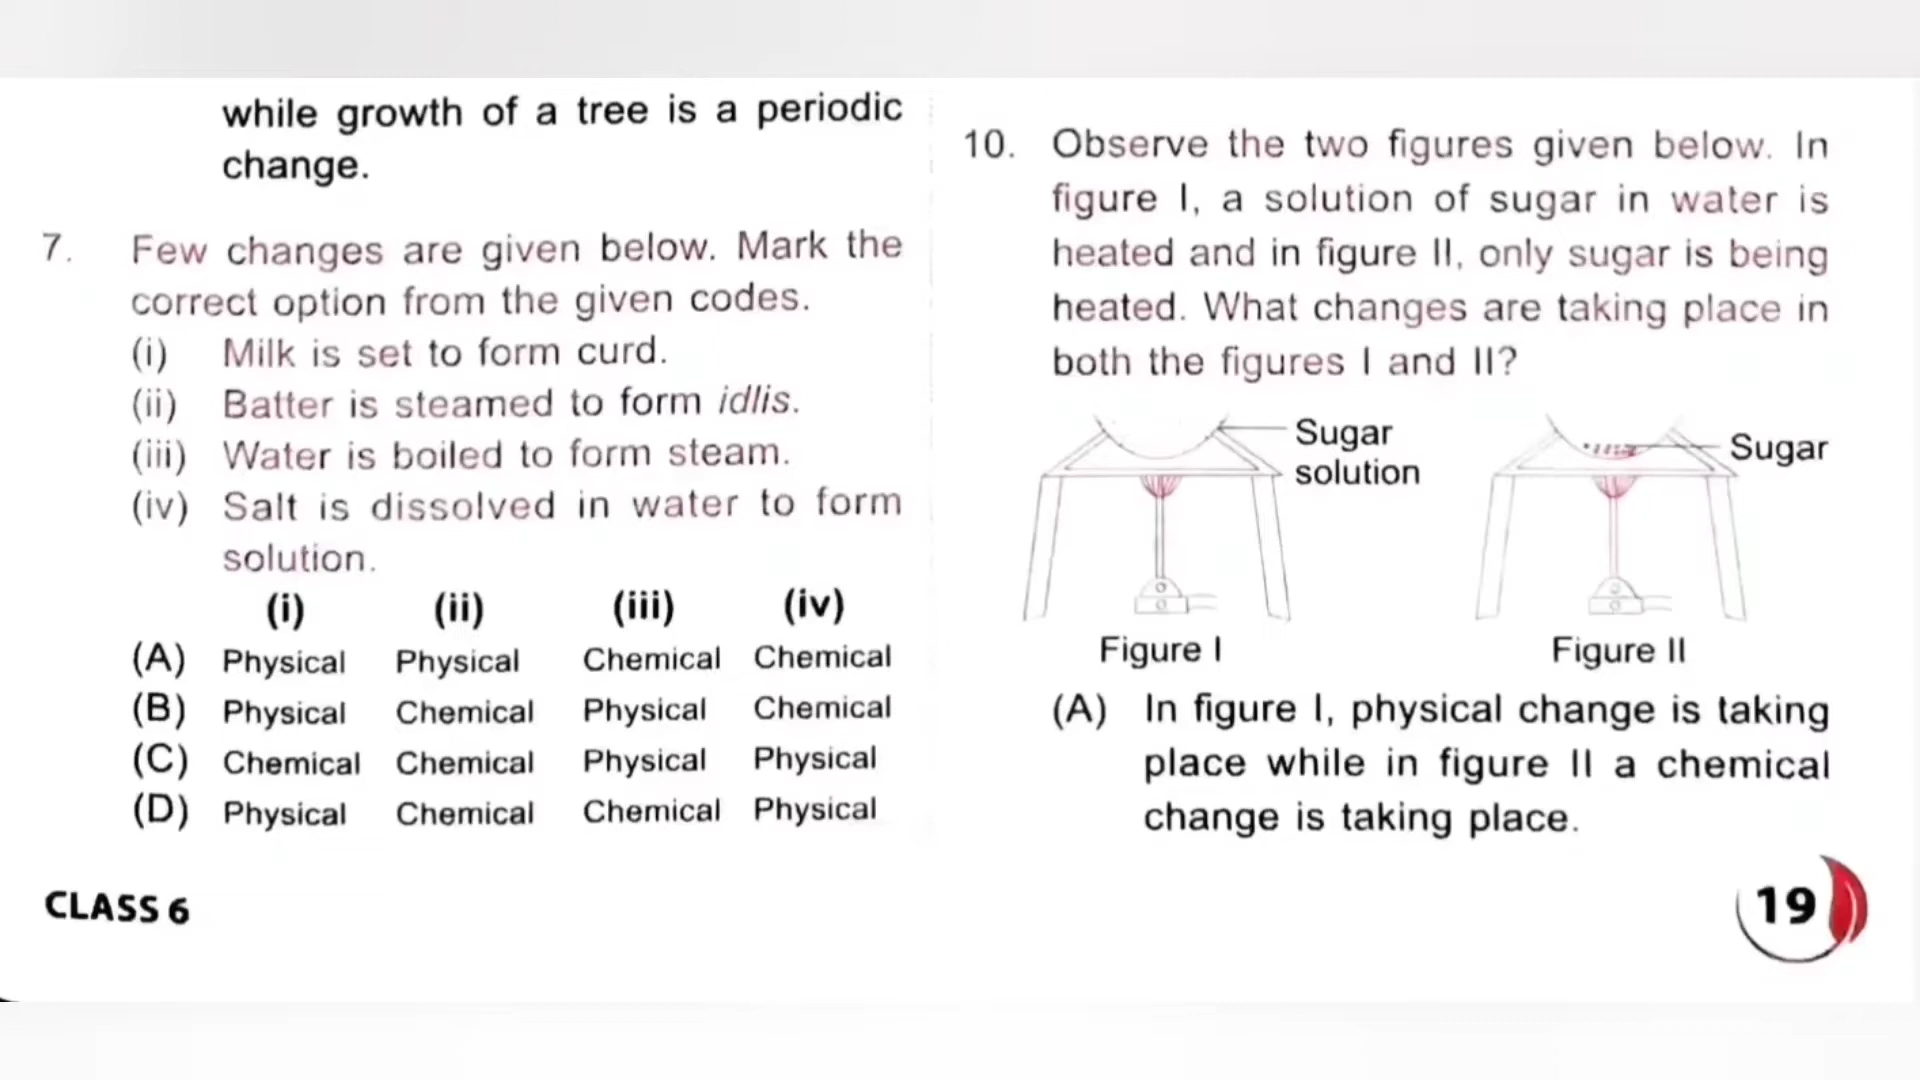 while growth of a tree is a periodic
change.
7. Few changes are given below. Mark the
correct option from the given codes.
(i) Milk is set to form curd.
(ii) Batter is steamed to form idlis.
(iii) Water is boiled to form steam.
(iv) Salt is dissolved in water to form
solution.
(i) (ii) (iii) (iv)
(A) Physical Physical Chemical Chemical
(B) Physical Chemical Physical Chemical
(C) Chemical Chemical Physical Physical
(D) Physical Chemical Chemical Physical
CLASS 6
10. Observe the two figures given below. In
figure I, a solution of sugar in water is
heated and in figure II, only sugar is being
heated. What changes are taking place in
both the figures I and II?
Sugar
solution
Sugar
Figure I
Figure II
(A) In figure I, physical change is taking
place while in figure II a chemical
change is taking place.
19